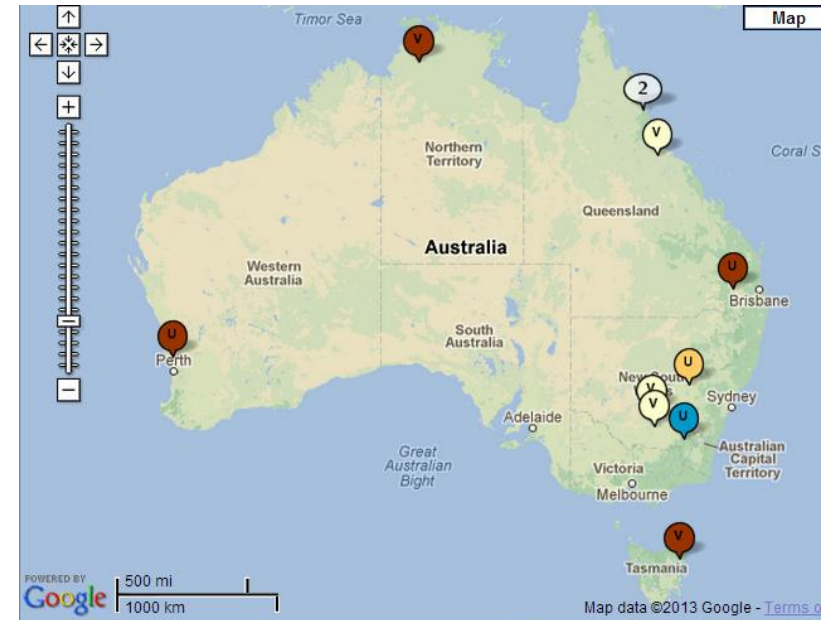 Timor Sea
Map
V
2
V
Coral S
Northern
Territory
Queensland
Australia
Western
Australia
U
Brisbane
South
Australia
U
Perth
U
New South
V
V
Sydney
U
Adelaide
Great
Australian
Bight
Australian
Capital
Territory
Victoria
Melbourne
V
Tasmania
POWERED BY
Google
500 mi
1000 km
Map data ©2013 Google - Terms o